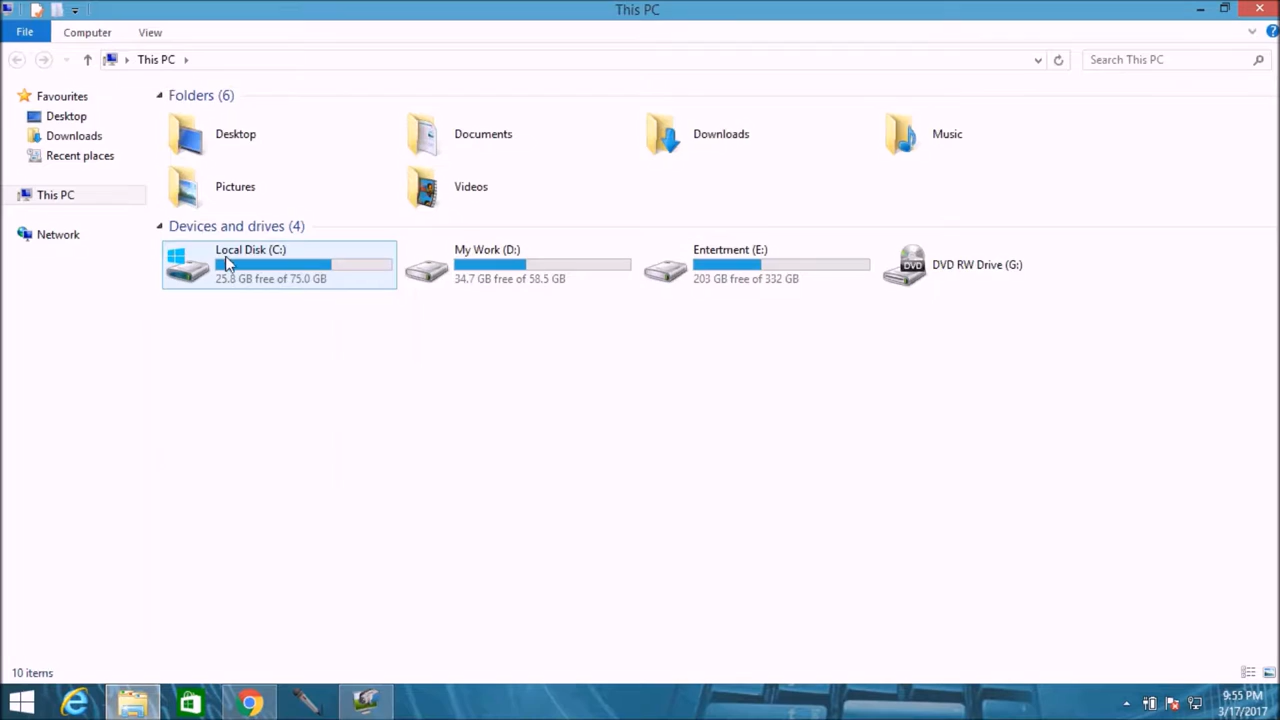 This PC
File Computer View
This PC
Search This PC
Favourites
Desktop
Downloads
Recent places
This PC
Network
Folders (6)
Desktop
Documents
Downloads
Music
Pictures
Videos
Devices and drives (4)
Local Disk (C:)
25.8 GB free of 75.0 GB
My Work (D:)
34.7 GB free of 58.5 GB
Entertment (E:)
203 GB free of 332 GB
DVD
DVD RW Drive (G:)
10 items
9:55 PM
3/17/2017